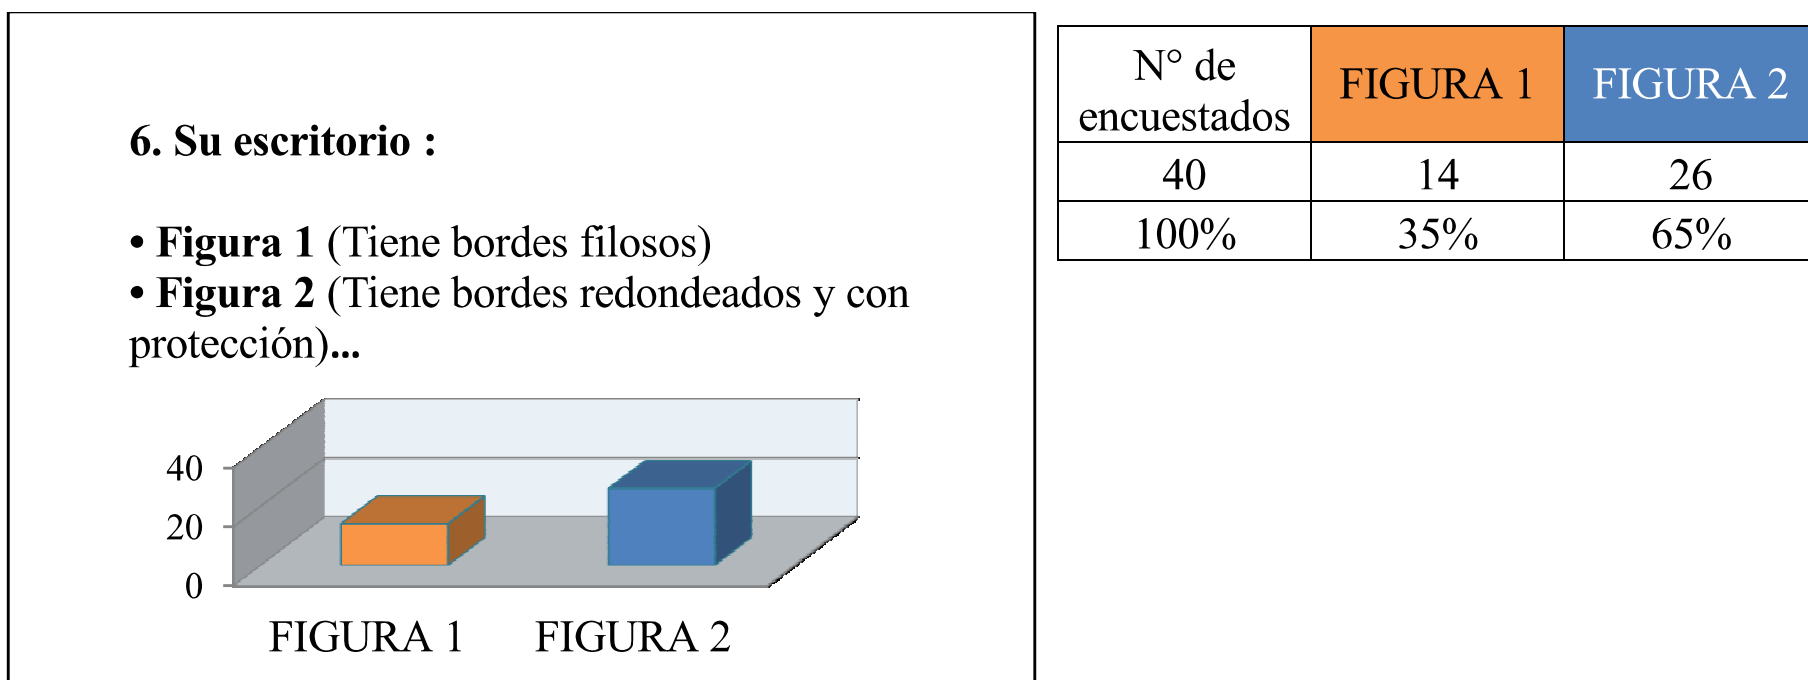 6. Su escritorio :
• Figura 1 (Tiene bordes filosos)
• Figura 2 (Tiene bordes redondeados y con
protección)...
40
20
0
FIGURA 1 FIGURA 2
N° de
encuestados
FIGURA 1 FIGURA 2
40 14 26
100% 35% 65%